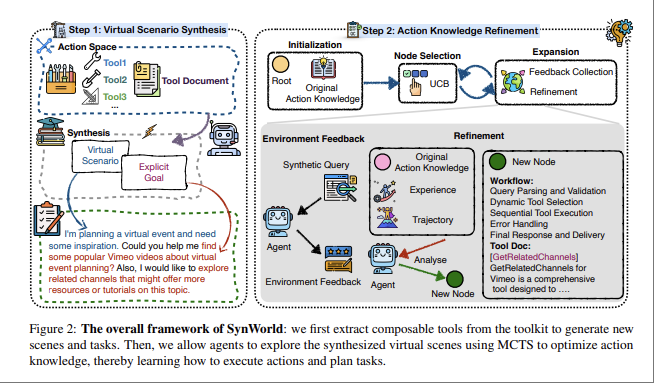 Step 1: Virtual Scenario Synthesis
Action Space
Tool1
Tool2
Tool3
...
Tool Document
Synthesis
Virtual
Scenario
Explicit
Goal
I'm planning a virtual event and need
some inspiration. Could you help me find
some popular Vimeo videos about virtual
event planning? Also, I would like to explore
related channels that might offer more
resources or tutorials on this topic.
Step 2: Action Knowledge Refinement
Initialization
Root
Original
Action Knowledge
Node Selection
UCB
Expansion
Feedback Collection
Refinement
Environment Feedback
Synthetic Query
Agent
Environment Feedback
Refinement
Original
Action Knowledge
Experience
Trajectory
Analyse
Agent
New Node
New Node
Workflow:
Query Parsing and Validation
Dynamic Tool Selection
Sequential Tool Execution
Error Handling
Final Response and Delivery
Tool Doc:
[GetRelatedChannels]
GetRelatedChannels for
Vimeo is a comprehensive
tool designed to ....
Figure 2: The overall framework of SynWorld: we first extract composable tools from the toolkit to generate new
scenes and tasks. Then, we allow agents to explore the synthesized virtual scenes using MCTS to optimize action
knowledge, thereby learning how to execute actions and plan tasks.